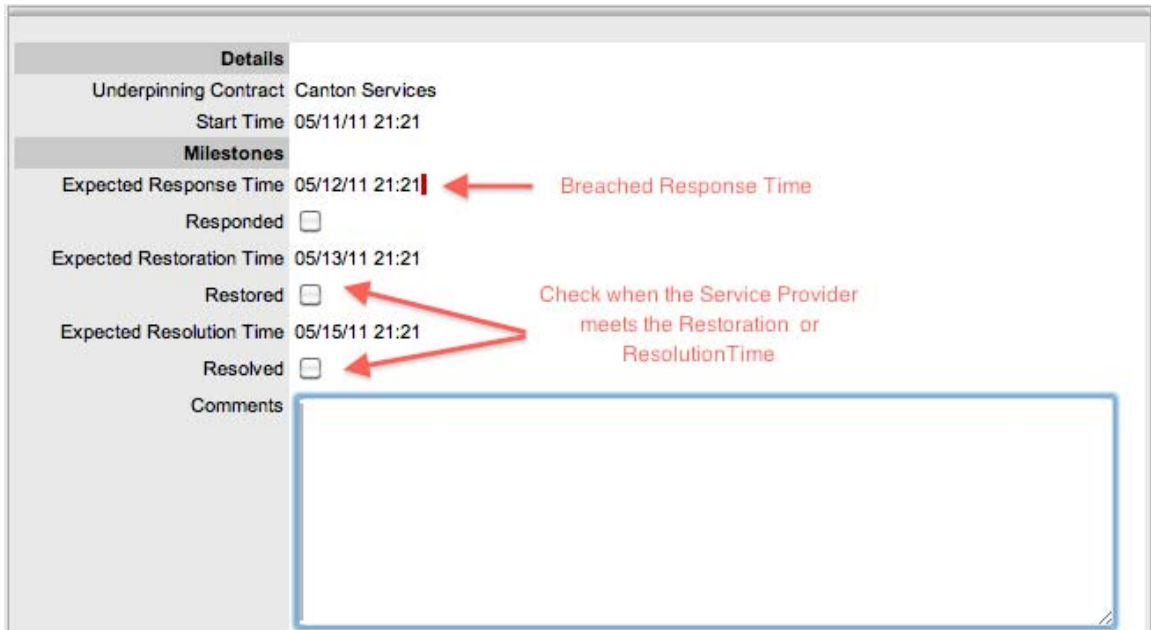 Details
Underpinning Contract Canton Services
Start Time 05/11/11 21:21
Milestones
Expected Response Time 05/12/11 21:21 Breached Response Time
Responded
Expected Restoration Time 05/13/11 21:21
Restored
Check when the Service Provider
meets the Restoration or
ResolutionTime
Expected Resolution Time 05/15/11 21:21
Resolved
Comments